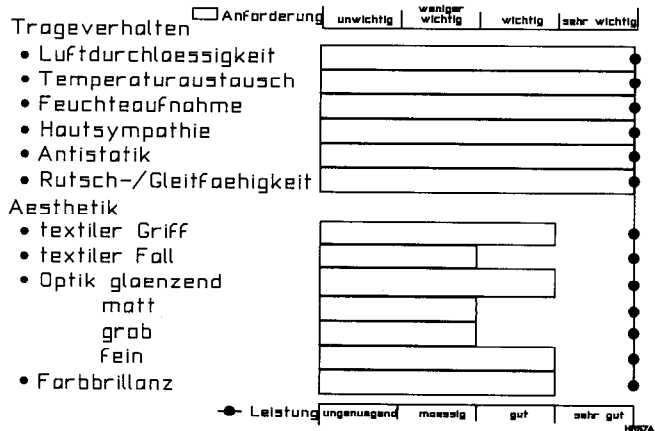 Anforderung unwichtig weniger wichtig wichtig sehr wichtig
Trageverhalten
• Luftdurchlaessigkeit
• Temperaturaustausch
• Feuchteaufnahme
• Hautsympathie
• Antistatik
• Rutsch-/Gleitfaehigkeit
Aesthetik
• textiler Griff
• textiler Fall
• Optik glaenzend
matt
grob
fein
• Farbbrillanz
Leistung ungenuegend maessig gut sehr gut